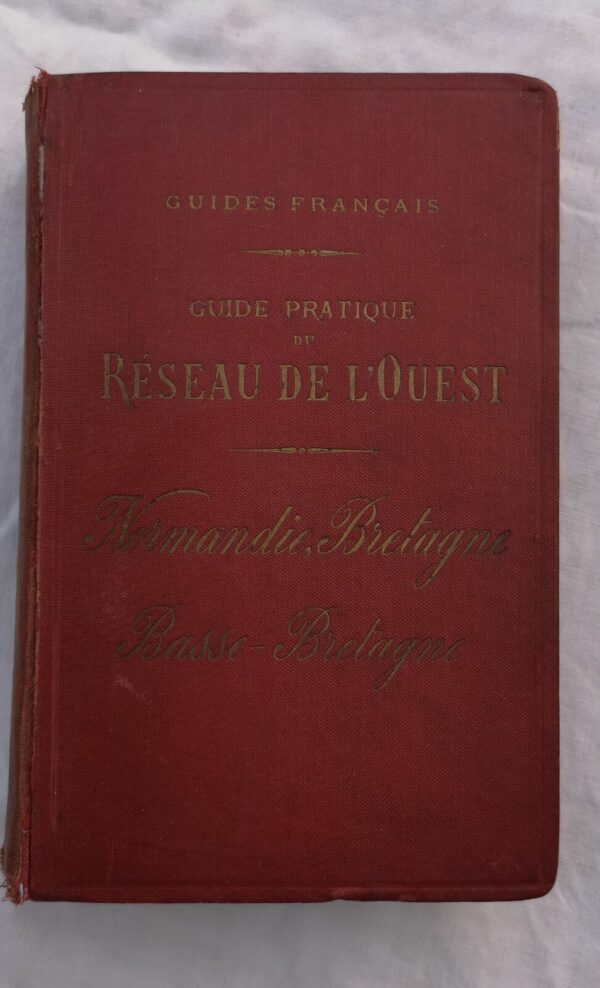 GUIDES FRANÇAIS
GUIDE PRATIQUE
DU
RÉSEAU DE L'OUEST
Normandie, Bretagne
Basse-Bretagne